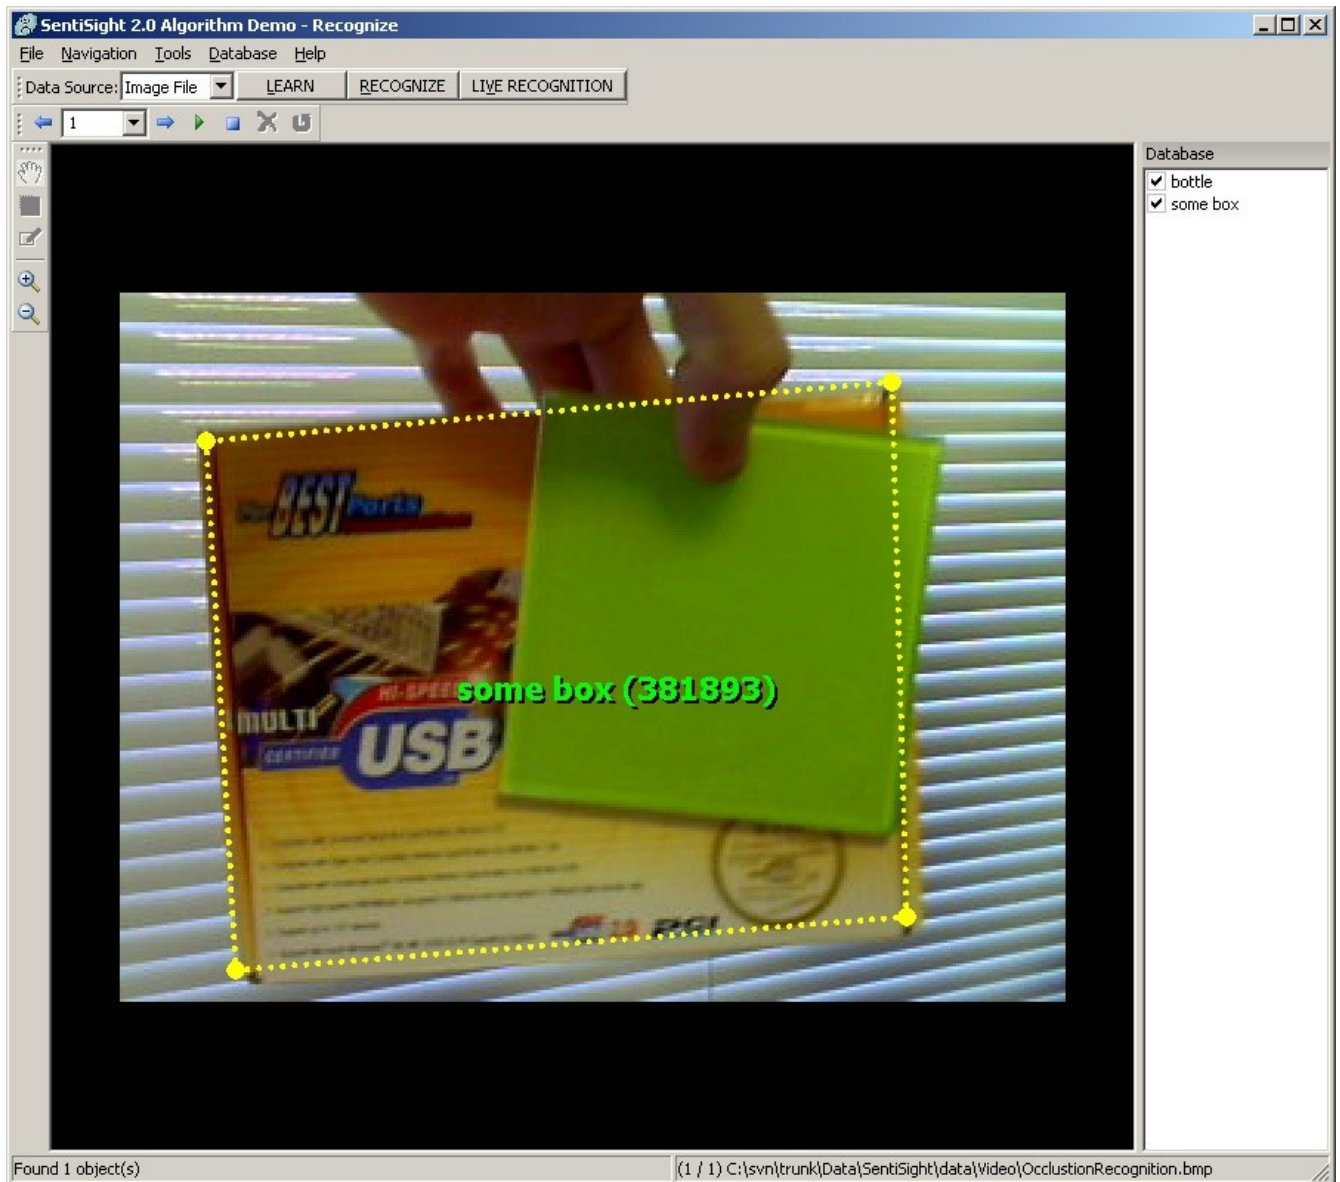 SentiSight 2.0 Algorithm Demo - Recognize
File Navigation Tools Database Help
Data Source: Image File LEARN RECOGNIZE LIVE RECOGNITION
1
Database
bottle
some box
BEST Ports
HI-SPEED
some box (381893)
MULTI
CERTIFIED
USB
Found 1 object(s)
(1 / 1) C:\svn\trunk\Data\SentiSight\data\Video\OcclustionRecognition.bmp